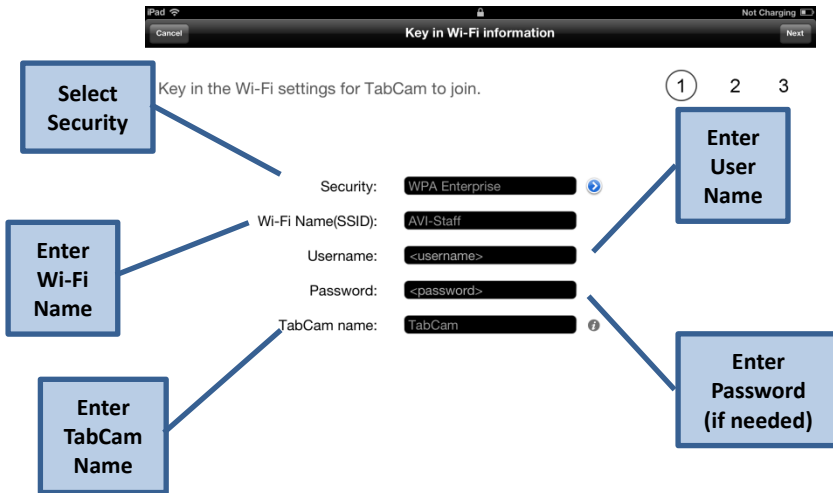 iPad Not Charging
Cancel Key in Wi-Fi information Next
Key in the Wi-Fi settings for TabCam to join.
1 2 3
Select
Security
Enter
User
Name
Security: WPA Enterprise
Wi-Fi Name(SSID): AVI-Staff
Username: <username>
Password: <password>
TabCam name: TabCam
Enter
Wi-Fi
Name
Enter
Password
(if needed)
Enter
TabCam
Name